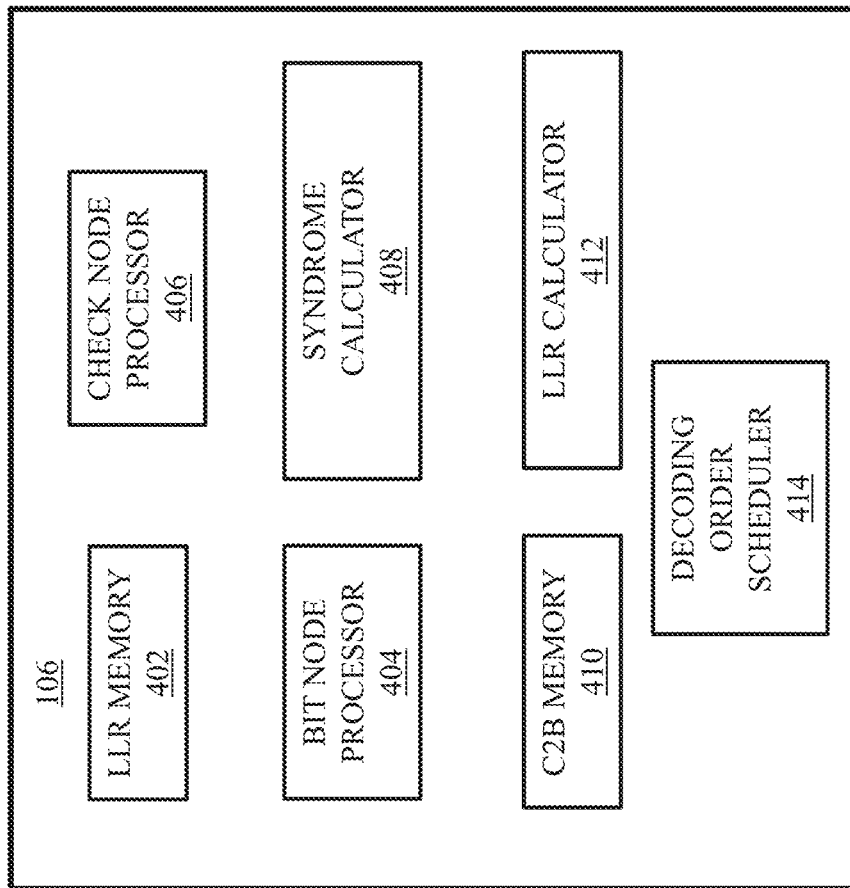 106
LLR MEMORY
402
CHECK NODE
PROCESSOR
406
BIT NODE
PROCESSOR
404
SYNDROME
CALCULATOR
408
C2B MEMORY
410
LLR CALCULATOR
412
DECODING
ORDER
SCHEDULER
414